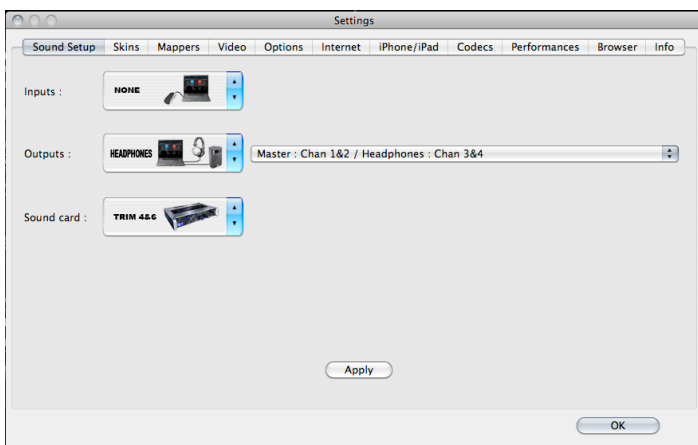 Settings
Sound Setup Skins Mappers Video Options Internet iPhone/iPad Codecs Performances Browser Info
Inputs : NONE
Outputs : HEADPHONES Master : Chan 1&2 / Headphones : Chan 3&4
Sound card : TRIM 4&6
Apply
OK